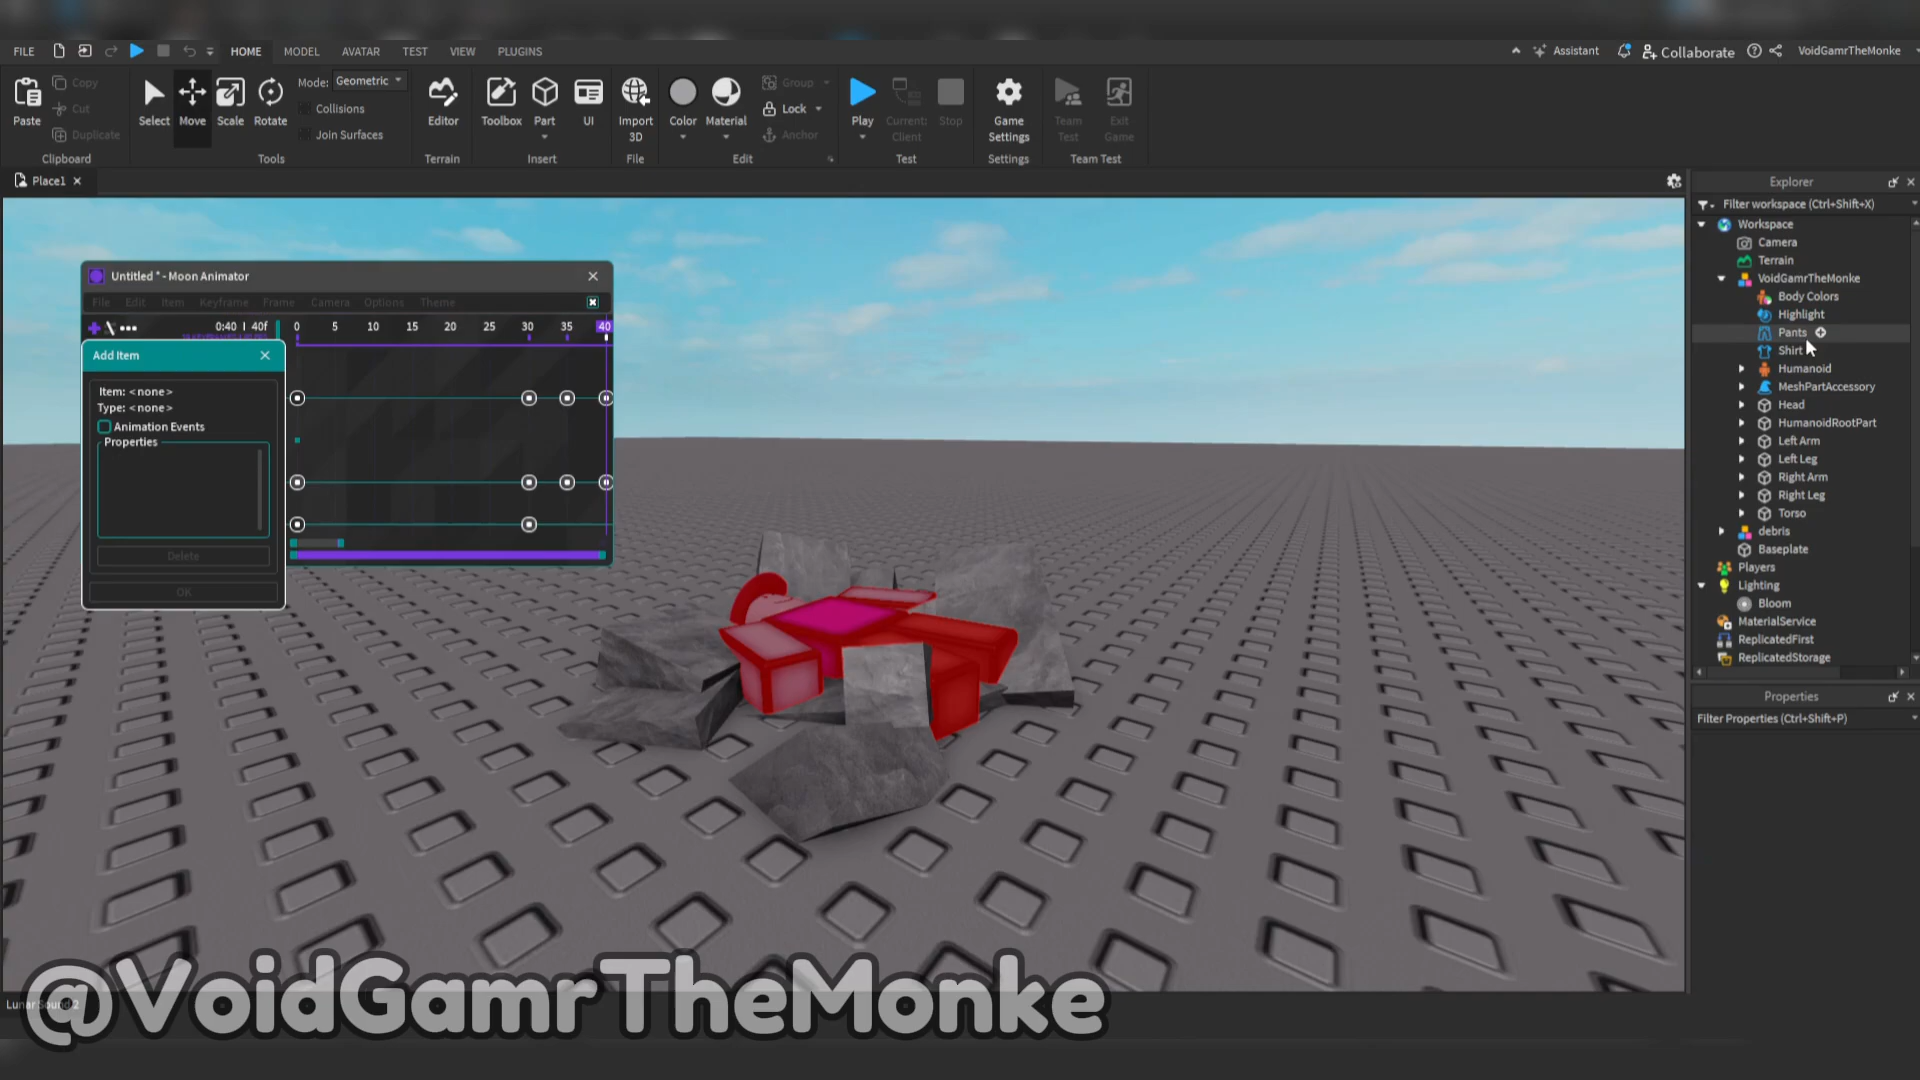 FILE
HOME
MODEL
AVATAR
TEST
VIEW
PLUGINS
Assistant
Collaborate
VoidGamrTheMonke
Paste
Copy
Cut
Duplicate
Clipboard
Select
Move
Scale
Rotate
Mode: Geometric
Collisions
Join Surfaces
Tools
Editor
Terrain
Toolbox
Part
UI
Insert
Import
3D
File
Color
Material
Group
Lock
Anchor
Edit
Play
Current:
Client
Stop
Test
Game
Settings
Settings
Team
Test
Exit
Game
Team Test
Place1
Untitled * - Moon Animator
File Edit Item Keyframe Frame Camera Options Theme
0:40 | 40f
0 5 10 15 20 25 30 35 40
Add Item
Item: <none>
Type: <none>
Animation Events
Properties
Delete
OK
Explorer
Filter workspace (Ctrl+Shift+X)
Workspace
Camera
Terrain
VoidGamrTheMonke
Body Colors
Highlight
Pants
Shirt
Humanoid
MeshPartAccessory
Head
HumanoidRootPart
Left Arm
Left Leg
Right Arm
Right Leg
Torso
debris
Baseplate
Players
Lighting
Bloom
MaterialService
ReplicatedFirst
ReplicatedStorage
Properties
Filter Properties (Ctrl+Shift+P)
Lunar Sound 2
@VoidGamrTheMonke